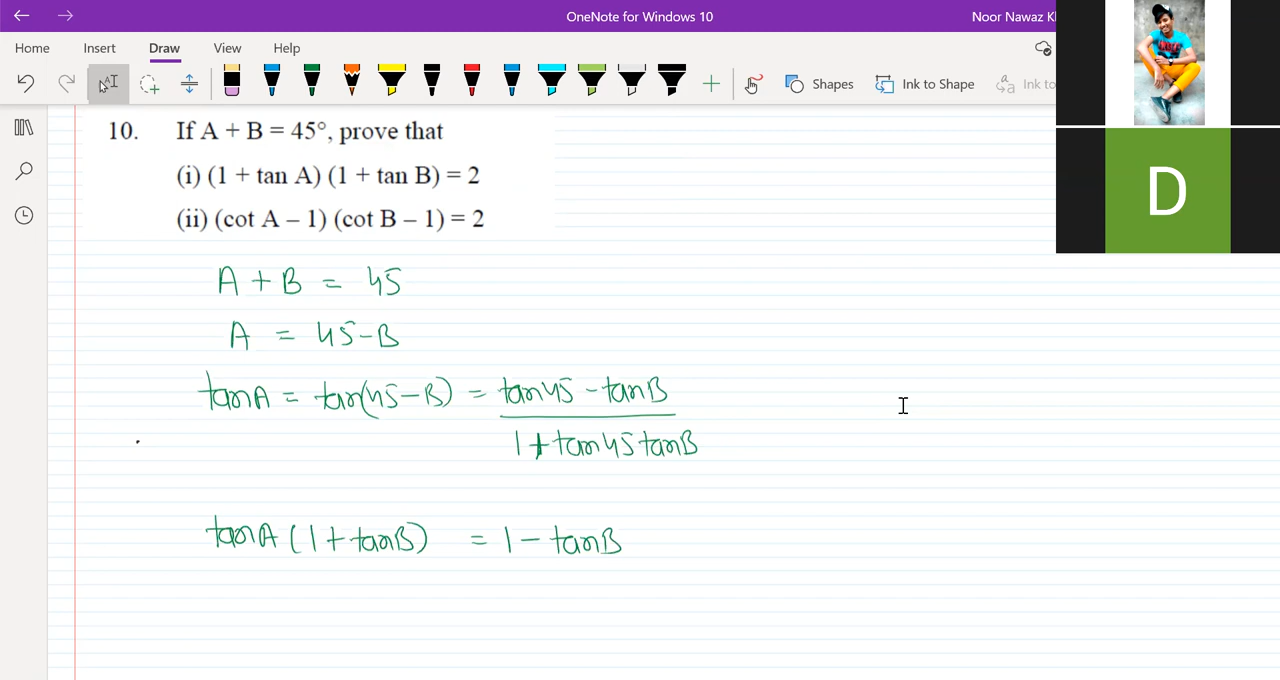 OneNote for Windows 10
Noor Nawaz Kh
Home Insert Draw View Help
Shapes Ink to Shape Ink to
10. If A + B = 45°, prove that
(i) (1 + tan A) (1 + tan B) = 2
(ii) (cot A – 1) (cot B – 1) = 2
A + B = 45
A = 45 - B
tanA = tan(45 - B) = tan45 - tanB
1 + tan45 tanB
tanA (1 + tanB) = 1 - tanB
D